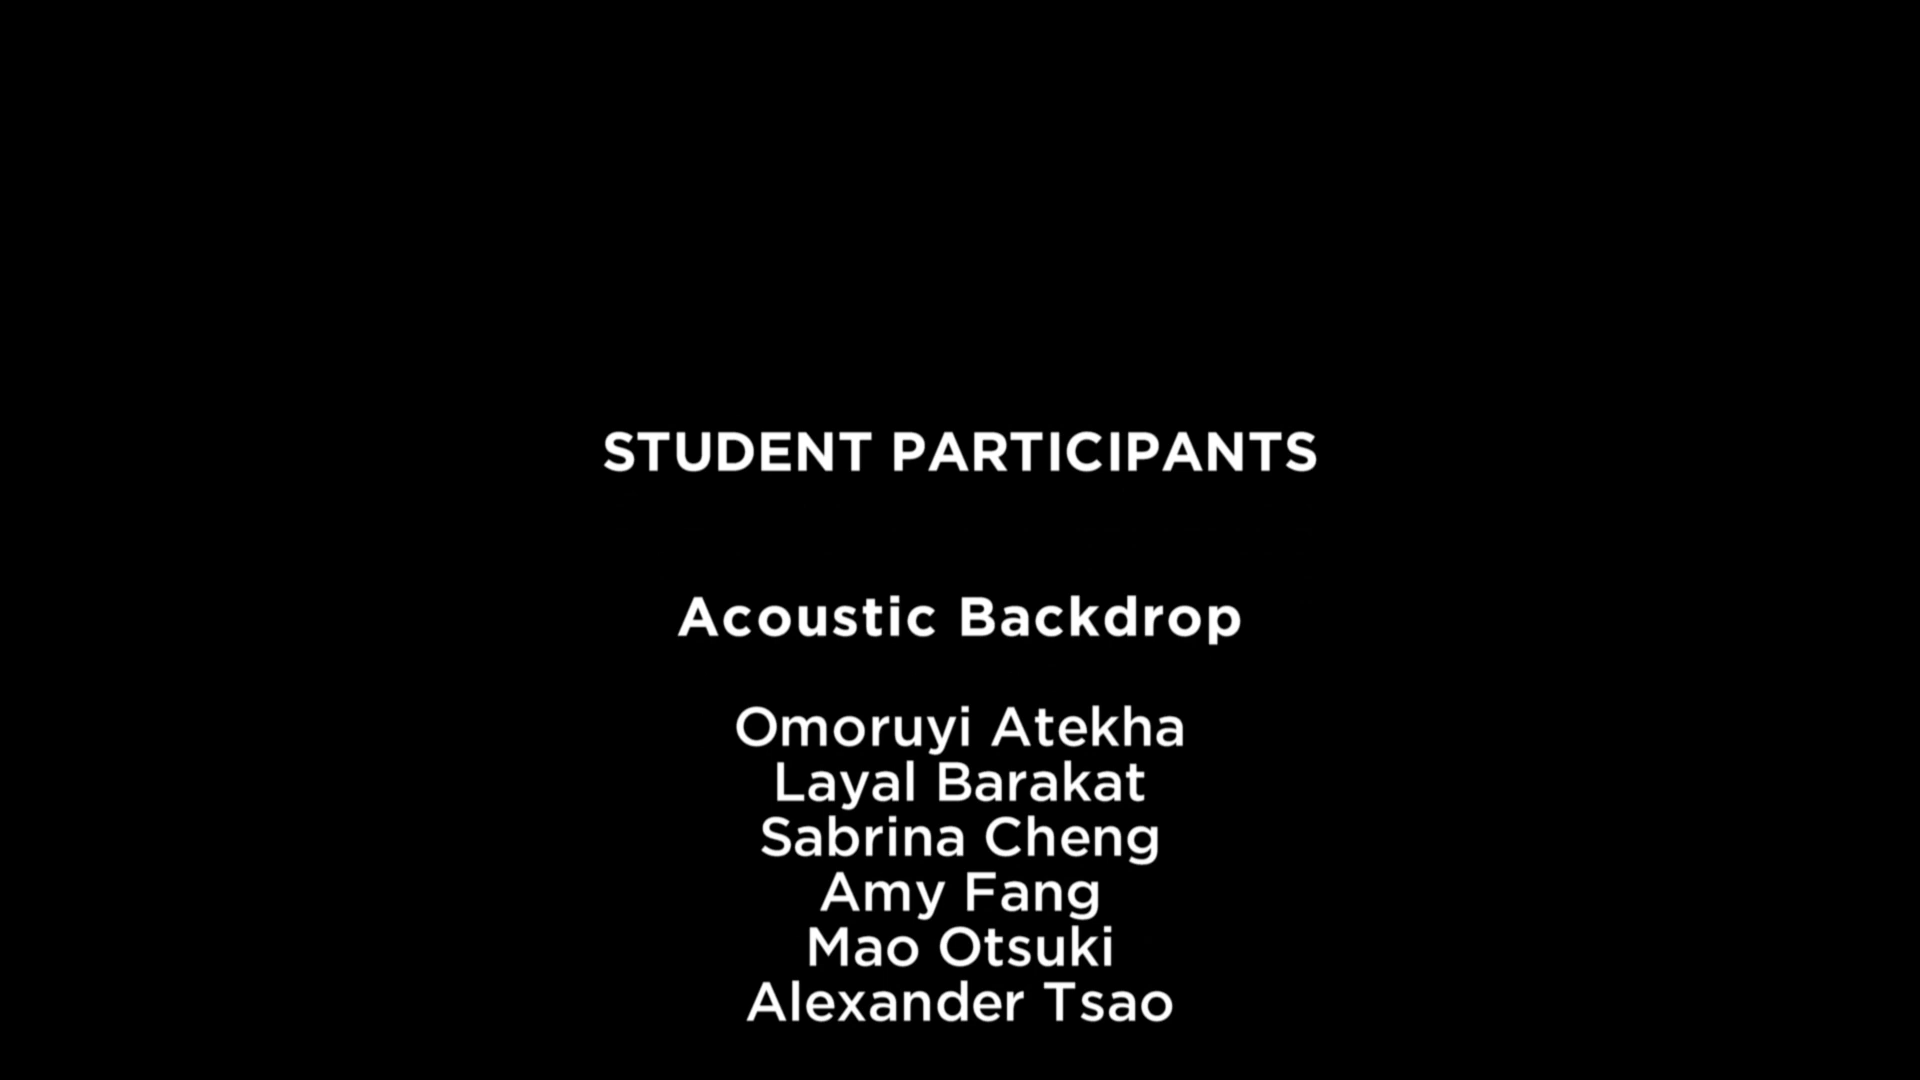 STUDENT PARTICIPANTS
Acoustic Backdrop
Omoruyi Atekha
Layal Barakat
Sabrina Cheng
Amy Fang
Mao Otsuki
Alexander Tsao